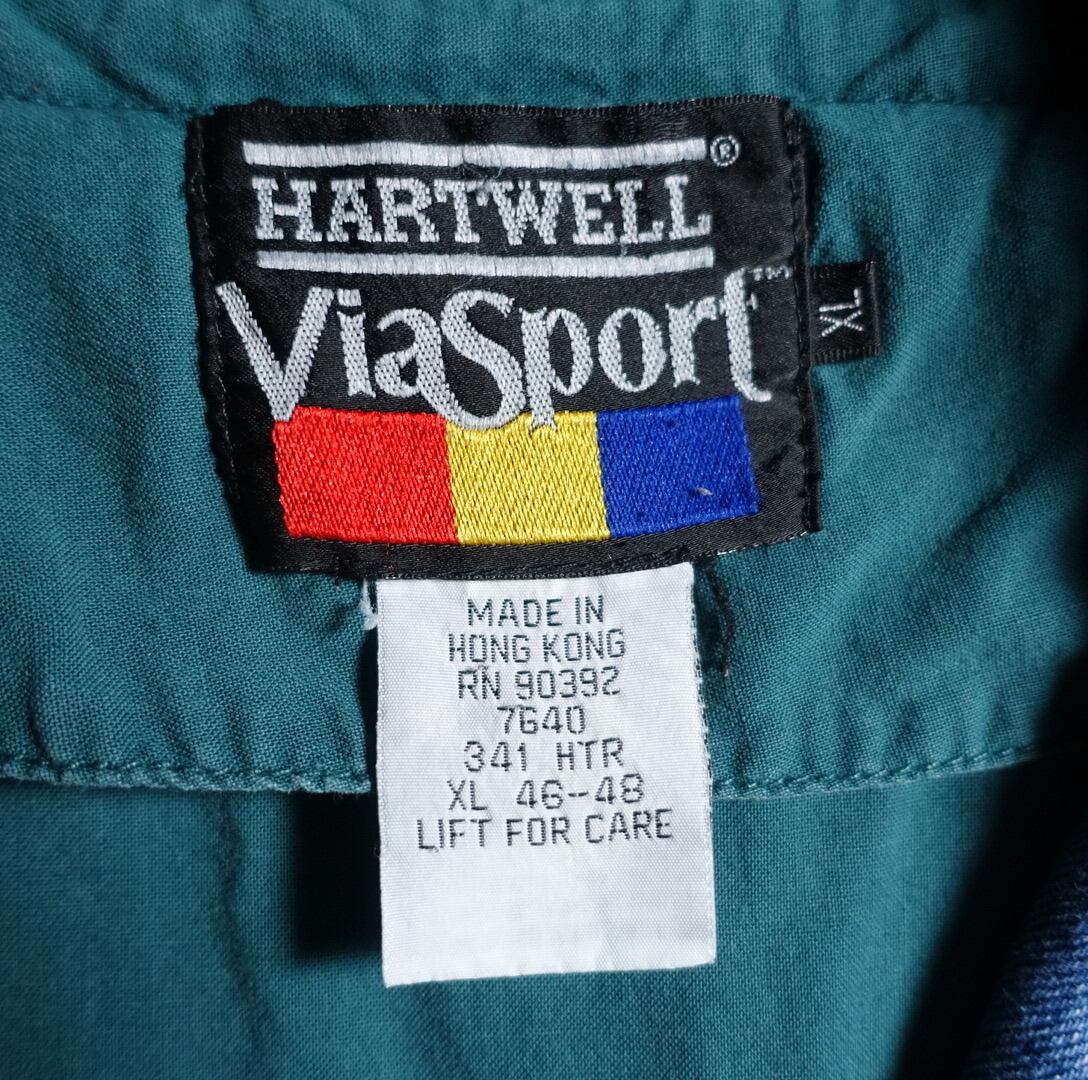 HARTWELL®
ViaSport™
XL
MADE IN
HONG KONG
RN 90392
7640
341 HTR
XL 46-48
LIFT FOR CARE